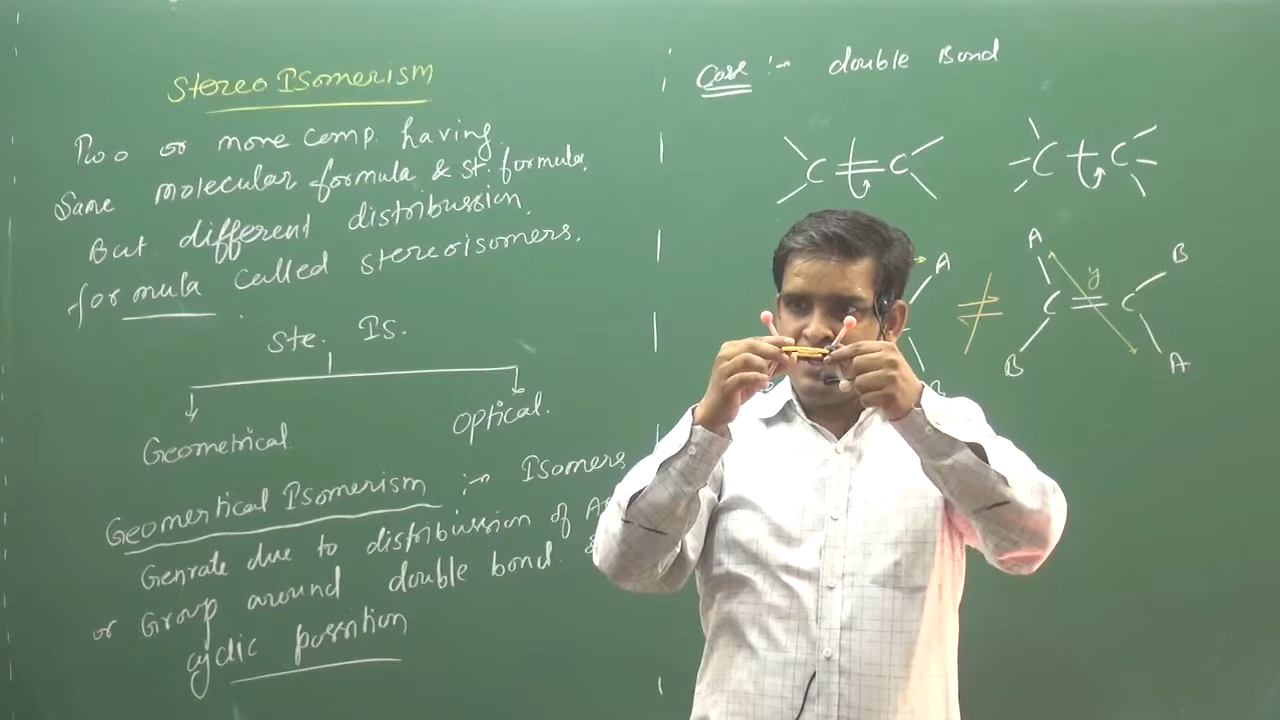 Stereo Isomerism
Two or more comp. having
Same molecular formula & st. formula,
But different distribussion,
formula called stereoisomers.
Ste. Is.
Geometrical
Optical.
Geomertical Isomerism :- Isomers
Genrate due to distribussion of
or Group around double bond.
cyclic possition
Case :- double Bond
C = C
C C
A
A B
y
C = C
B A